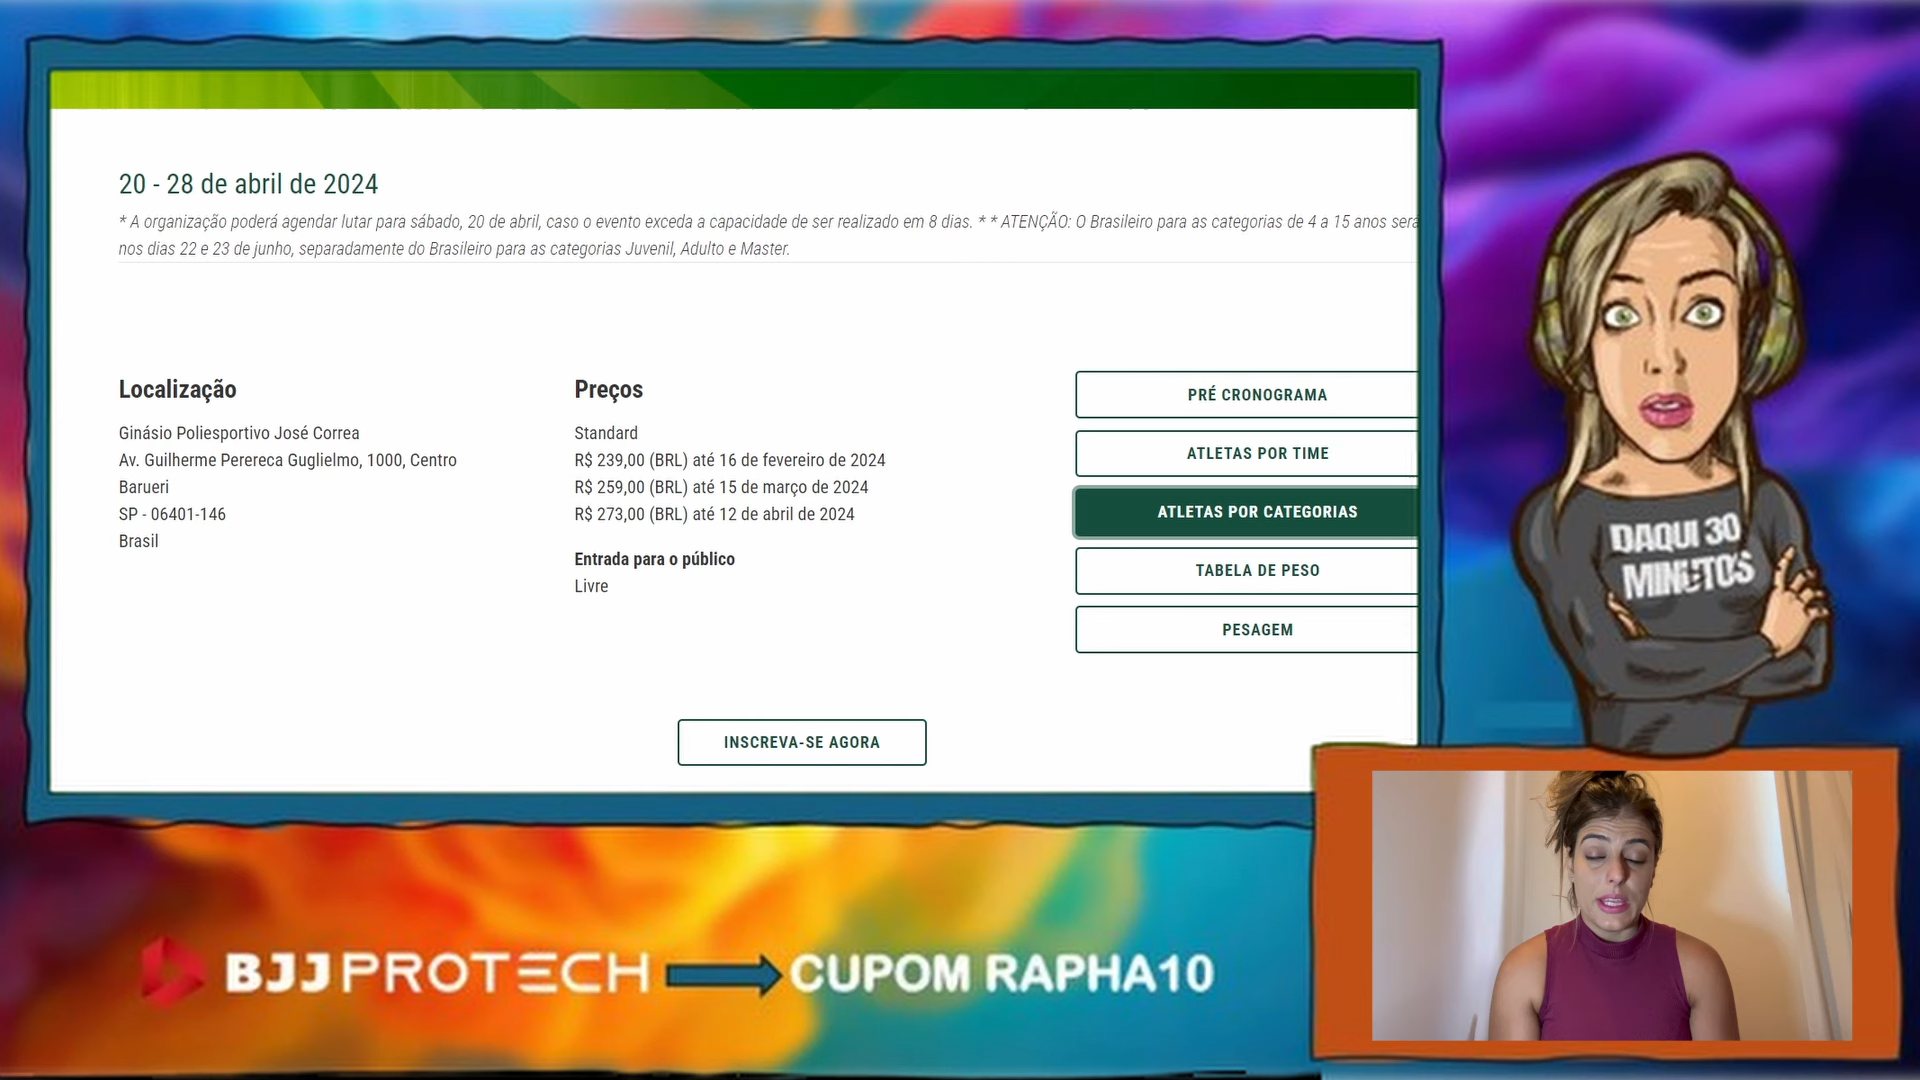 20 - 28 de abril de 2024
* A organização poderá agendar lutar para sábado, 20 de abril, caso o evento exceda a capacidade de ser realizado em 8 dias. * * ATENÇÃO: O Brasileiro para as categorias de 4 a 15 anos será
nos dias 22 e 23 de junho, separadamente do Brasileiro para as categorias Juvenil, Adulto e Master.
Localização
Ginásio Poliesportivo José Correa
Av. Guilherme Perereca Guglielmo, 1000, Centro
Barueri
SP - 06401-146
Brasil
Preços
Standard
R$ 239,00 (BRL) até 16 de fevereiro de 2024
R$ 259,00 (BRL) até 15 de março de 2024
R$ 273,00 (BRL) até 12 de abril de 2024
Entrada para o público
Livre
PRÉ CRONOGRAMA
ATLETAS POR TIME
ATLETAS POR CATEGORIAS
TABELA DE PESO
PESAGEM
INSCREVA-SE AGORA
DAQUI 30
MINUTOS
BJJ PROTECH CUPOM RAPHA10